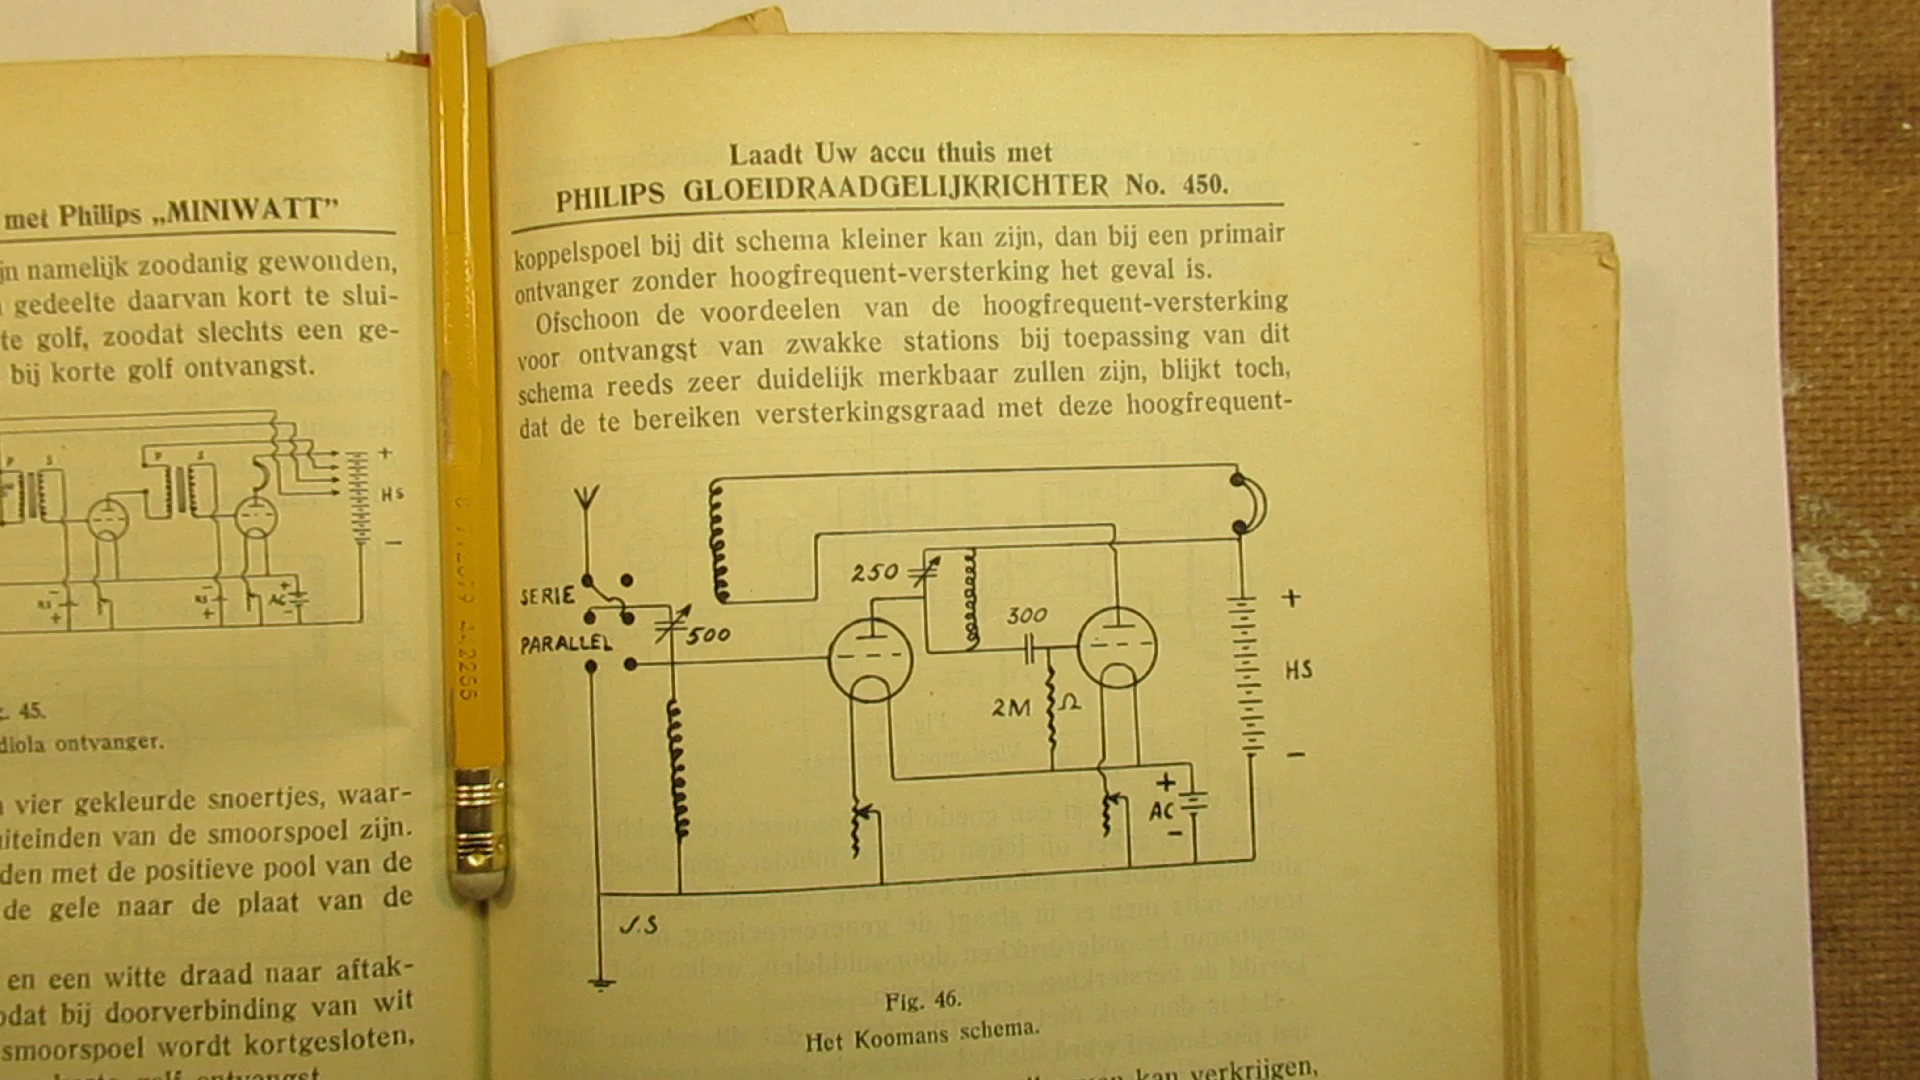 met Philips „MINIWATT”
namelijk zoodanig gewonden,
gedeelte daarvan kort te slui-
te golf, zoodat slechts een ge-
bij korte golf ontvangst.
P S P S
+
HS
−
AC
45.
ontvanger.
vier gekleurde snoertjes, waar-
uiteinden van de smoorspoel zijn.
den met de positieve pool van de
de gele naar de plaat van de
en een witte draad naar aftak-
bij doorverbinding van wit
smoorspoel wordt kortgesloten,
Laadt Uw accu thuis met
PHILIPS GLOEIDRAADGELIJKRICHTER No. 450.
koppelspoel bij dit schema kleiner kan zijn, dan bij een primair
ontvanger zonder hoogfrequent-versterking het geval is.
Ofschoon de voordeelen van de hoogfrequent-versterking
voor ontvangst van zwakke stations bij toepassing van dit
schema reeds zeer duidelijk merkbaar zullen zijn, blijkt toch,
dat de te bereiken versterkingsgraad met deze hoogfrequent-
SERIE
PARALLEL
500
250
300
2M Ω
+
HS
−
+
AC
−
J.S
Fig. 46.
Het Koomans schema.
kan verkrijgen,